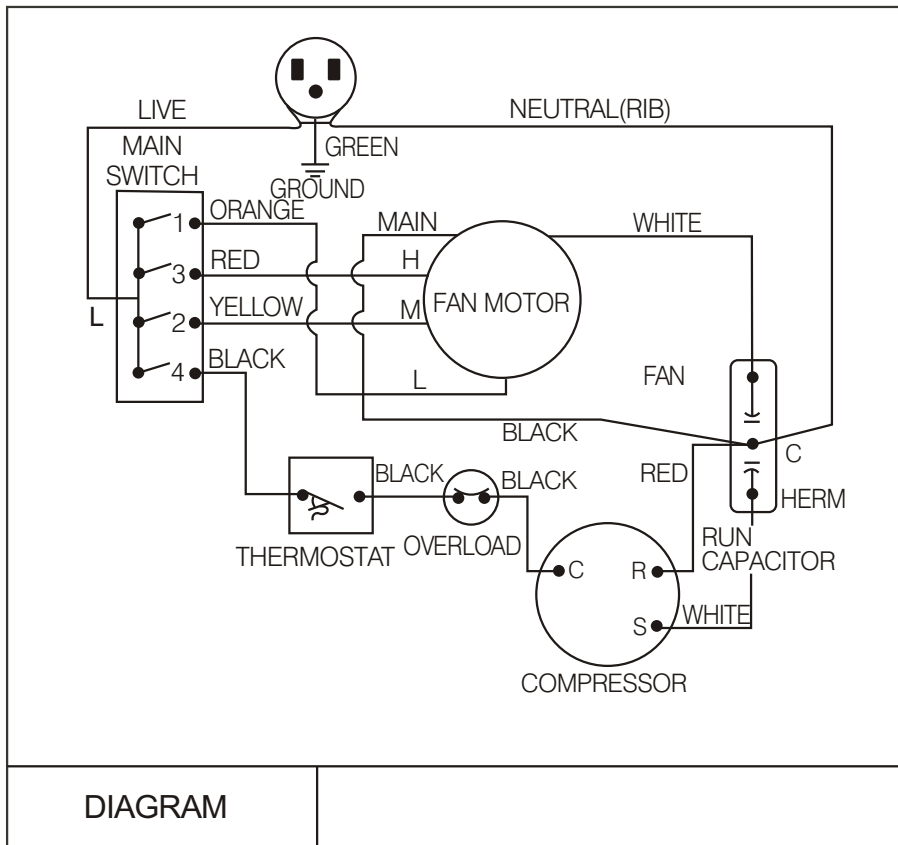 LIVE
NEUTRAL(RIB)
GREEN
GROUND
MAIN
SWITCH
1
ORANGE
3
RED
2
YELLOW
4
BLACK
L
MAIN
H
M
L
FAN MOTOR
WHITE
FAN
C
HERM
BLACK
RED
RUN
CAPACITOR
BLACK
BLACK
THERMOSTAT
OVERLOAD
C
R
S
WHITE
COMPRESSOR
DIAGRAM